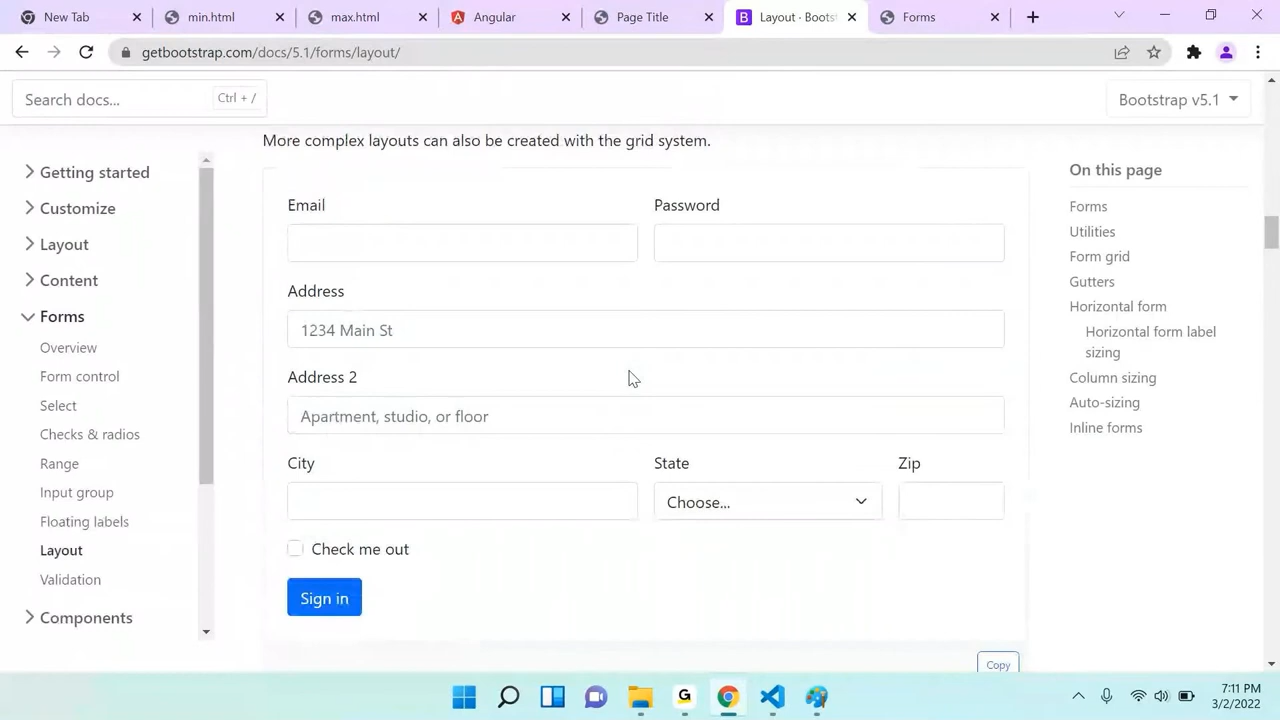 New Tab
min.html
max.html
Angular
Page Title
Layout · Boots
Forms
getbootstrap.com/docs/5.1/forms/layout/
Search docs...
Ctrl + /
Bootstrap v5.1
More complex layouts can also be created with the grid system.
Getting started
Customize
Layout
Content
Forms
Overview
Form control
Select
Checks & radios
Range
Input group
Floating labels
Layout
Validation
Components
Email
Password
Address
1234 Main St
Address 2
Apartment, studio, or floor
City
State
Zip
Choose...
Check me out
Sign in
Copy
On this page
Forms
Utilities
Form grid
Gutters
Horizontal form
Horizontal form label
sizing
Column sizing
Auto-sizing
Inline forms
G
7:11 PM
3/2/2022